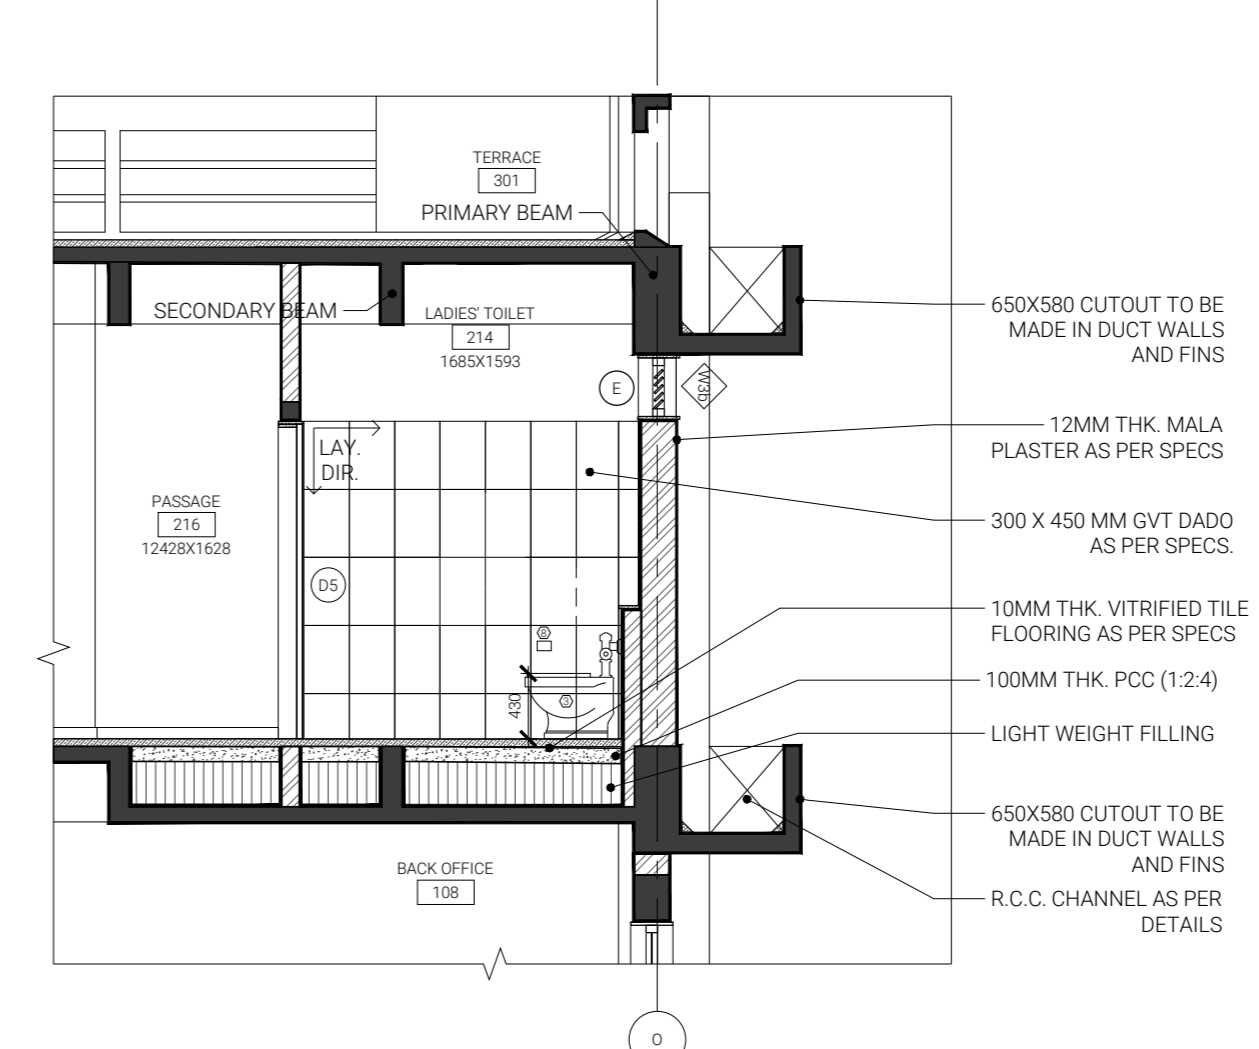 TERRACE
301
PRIMARY BEAM
SECONDARY BEAM
LADIES' TOILET
214
1685X1593
650X580 CUTOUT TO BE
MADE IN DUCT WALLS
AND FINS
E
W3b
12MM THK. MALA
PLASTER AS PER SPECS
LAY.
DIR.
PASSAGE
216
12428X1628
300 X 450 MM GVT DADO
AS PER SPECS.
D5
10MM THK. VITRIFIED TILE
FLOORING AS PER SPECS
8
3
430
100MM THK. PCC (1:2:4)
LIGHT WEIGHT FILLING
650X580 CUTOUT TO BE
MADE IN DUCT WALLS
AND FINS
BACK OFFICE
108
R.C.C. CHANNEL AS PER
DETAILS
O